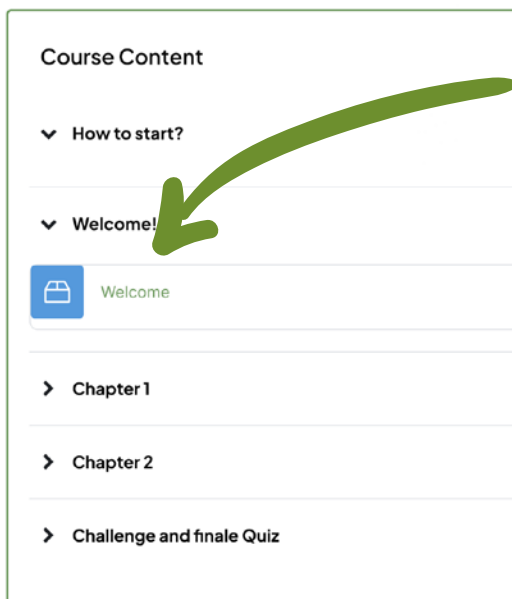 Course Content
How to start?
Welcome!
Welcome
Chapter 1
Chapter 2
Challenge and finale Quiz